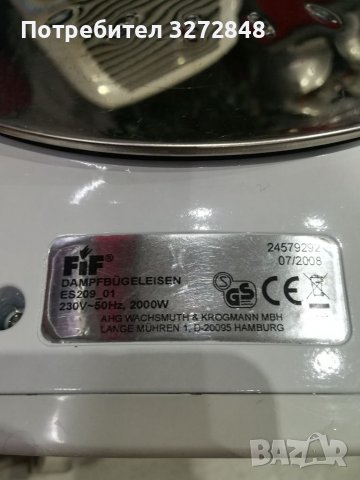 Потребител 3272848
FiF
DAMPFBÜGELEISEN
ES209_01
230V~50Hz, 2000W
24579292
07/2008
S
GS
CE
AHG WACHSMUTH & KROGMANN MBH
LANGE MÜHREN 1, D-20095 HAMBURG
BAZAR